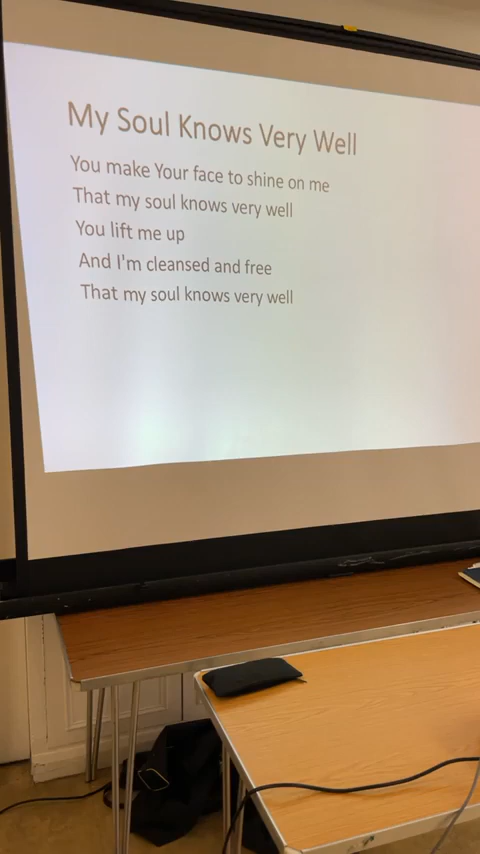 My Soul Knows Very Well
You make Your face to shine on me
That my soul knows very well
You lift me up
And I'm cleansed and free
That my soul knows very well